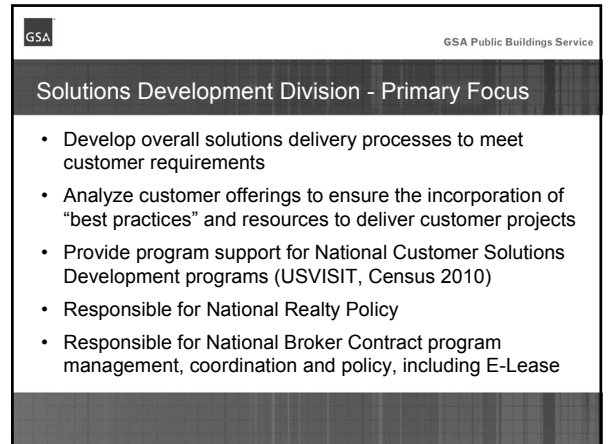 GSA
GSA Public Buildings Service
Solutions Development Division - Primary Focus
• Develop overall solutions delivery processes to meet
customer requirements
• Analyze customer offerings to ensure the incorporation of
“best practices” and resources to deliver customer projects
• Provide program support for National Customer Solutions
Development programs (USVISIT, Census 2010)
• Responsible for National Realty Policy
• Responsible for National Broker Contract program
management, coordination and policy, including E-Lease